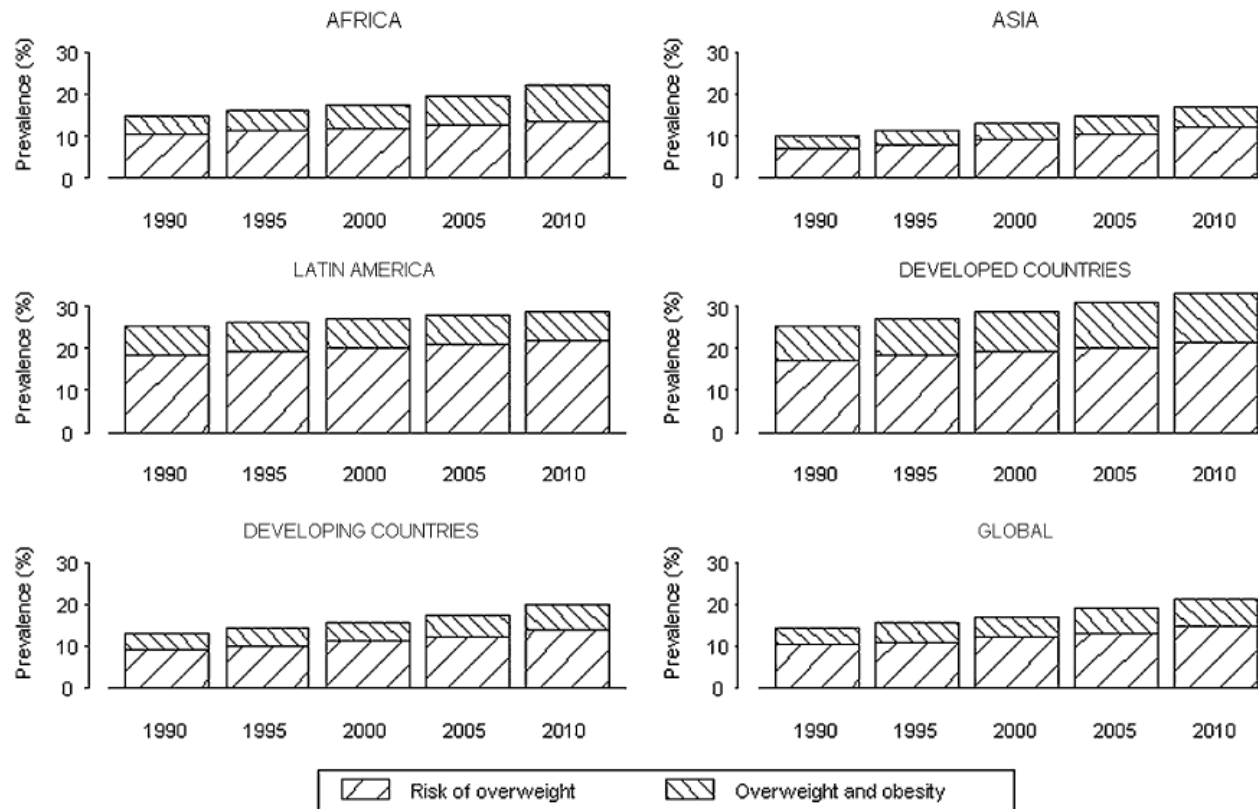 AFRICA
ASIA
Prevalence (%)
30
20
10
0
1990 1995 2000 2005 2010
Prevalence (%)
30
20
10
0
1990 1995 2000 2005 2010
LATIN AMERICA
DEVELOPED COUNTRIES
Prevalence (%)
30
20
10
0
1990 1995 2000 2005 2010
Prevalence (%)
30
20
10
0
1990 1995 2000 2005 2010
DEVELOPING COUNTRIES
GLOBAL
Prevalence (%)
30
20
10
0
1990 1995 2000 2005 2010
Prevalence (%)
30
20
10
0
1990 1995 2000 2005 2010
Risk of overweight
Overweight and obesity